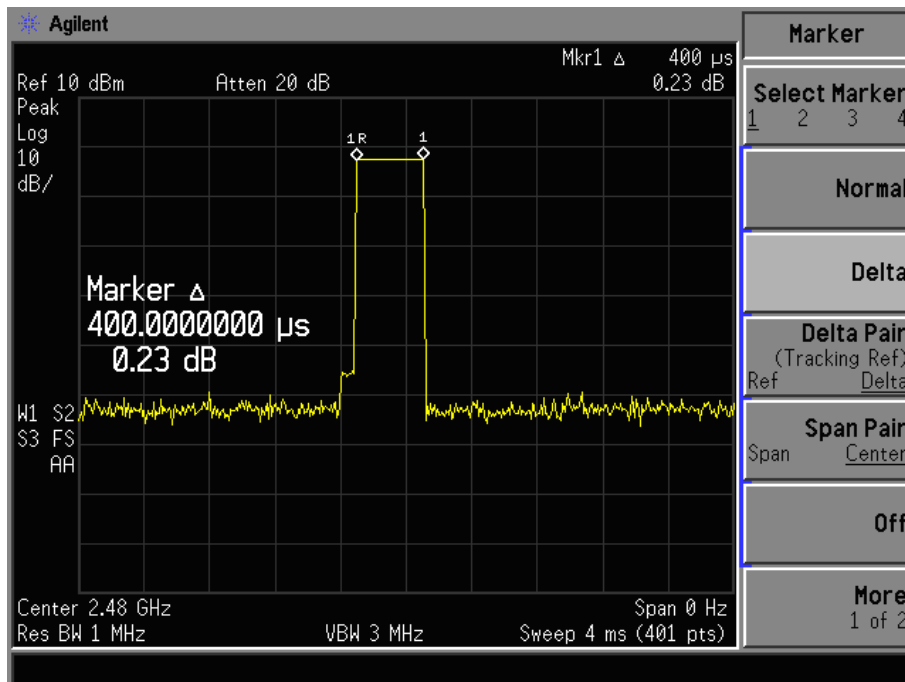 Agilent
Mkr1 Δ 400 µs
Ref 10 dBm Atten 20 dB 0.23 dB
Peak
Log
10
dB/
1R 1
Marker Δ
400.0000000 µs
0.23 dB
W1 S2
S3 FS
AA
Center 2.48 GHz Span 0 Hz
Res BW 1 MHz VBW 3 MHz Sweep 4 ms (401 pts)
Marker
Select Marker
1 2 3 4
Normal
Delta
Delta Pair
(Tracking Ref)
Ref Delta
Span Pair
Span Center
Off
More
1 of 2